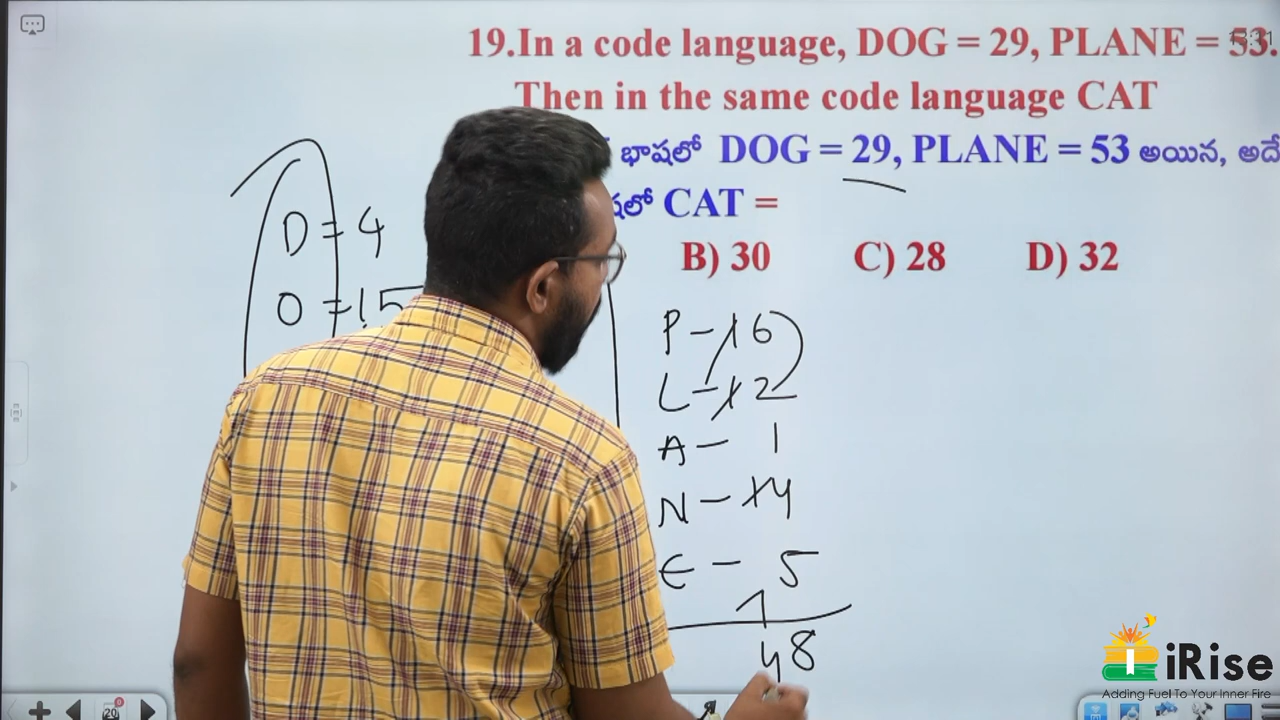 19.In a code language, DOG = 29, PLANE = 53.
Then in the same code language CAT
భాషలో DOG = 29, PLANE = 53 అయిన, అదే
CAT =
B) 30 C) 28 D) 32
D = 4
O = 15
P - 16
L - 12
A - 1
N - 14
E - 5
48
20
iRise
Adding Fuel To Your Inner Fire